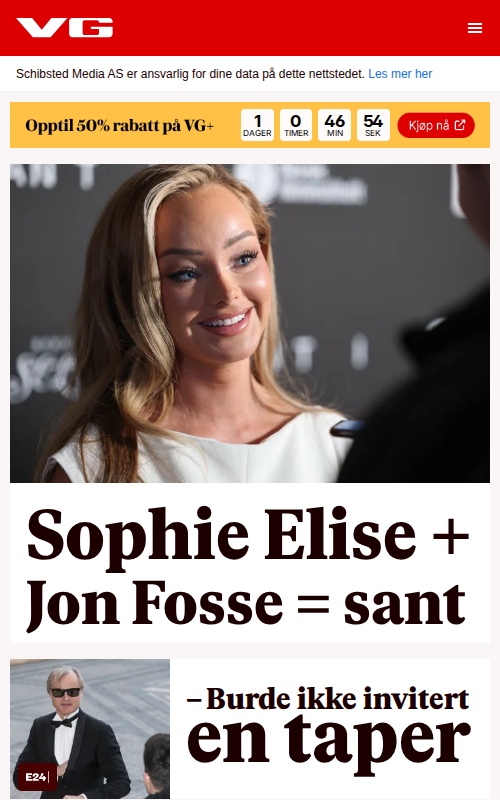 VG
Schibsted Media AS er ansvarlig for dine data på dette nettstedet. Les mer her
Opptil 50% rabatt på VG+
1 0 46 54
DAGER TIMER MIN SEK
Kjøp nå
Sophie Elise +
Jon Fosse = sant
– Burde ikke invitert
en taper
E24